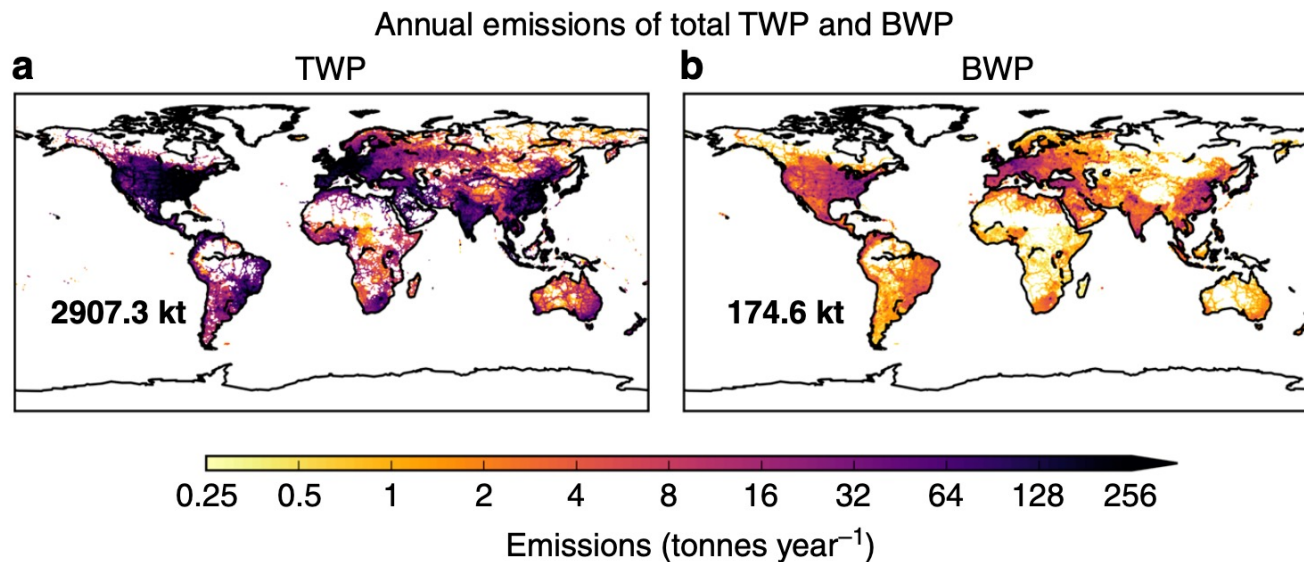 Annual emissions of total TWP and BWP
a TWP
b BWP
2907.3 kt
174.6 kt
0.25 0.5 1 2 4 8 16 32 64 128 256
Emissions (tonnes year⁻¹)